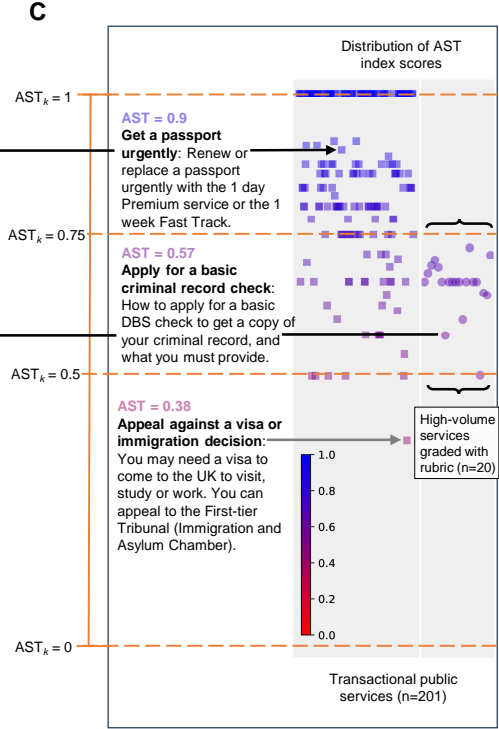 C
Distribution of AST
index scores
ASTk = 1
AST = 0.9
Get a passport
urgently: Renew or
replace a passport
urgently with the 1 day
Premium service or the 1
week Fast Track.
ASTk = 0.75
AST = 0.57
Apply for a basic
criminal record check:
How to apply for a basic
DBS check to get a copy of
your criminal record, and
what you must provide.
ASTk = 0.5
AST = 0.38
Appeal against a visa or
immigration decision:
You may need a visa to
come to the UK to visit,
study or work. You can
appeal to the First-tier
Tribunal (Immigration and
Asylum Chamber).
High-volume
services
graded with
rubric (n=20)
1.0
0.8
0.6
0.4
0.2
0.0
ASTk = 0
Transactional public
services (n=201)